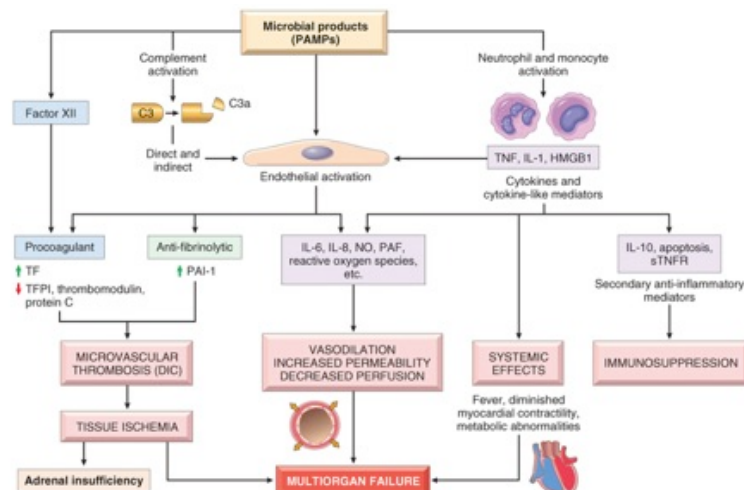 Microbial products
(PAMPs)
Complement
activation
Neutrophil and monocyte
activation
Factor XII
C3
C3a
Direct and
indirect
TNF, IL-1, HMGB1
Endothelial activation
Cytokines and
cytokine-like mediators
Procoagulant
Anti-fibrinolytic
IL-6, IL-8, NO, PAF,
reactive oxygen species,
etc.
IL-10, apoptosis,
sTNFR
TF
TFPI, thrombomodulin,
protein C
PAI-1
Secondary anti-inflammatory
mediators
MICROVASCULAR
THROMBOSIS (DIC)
VASODILATION
INCREASED PERMEABILITY
DECREASED PERFUSION
SYSTEMIC
EFFECTS
IMMUNOSUPPRESSION
Fever, diminished
myocardial contractility,
metabolic abnormalities
TISSUE ISCHEMIA
Adrenal insufficiency
MULTIORGAN FAILURE